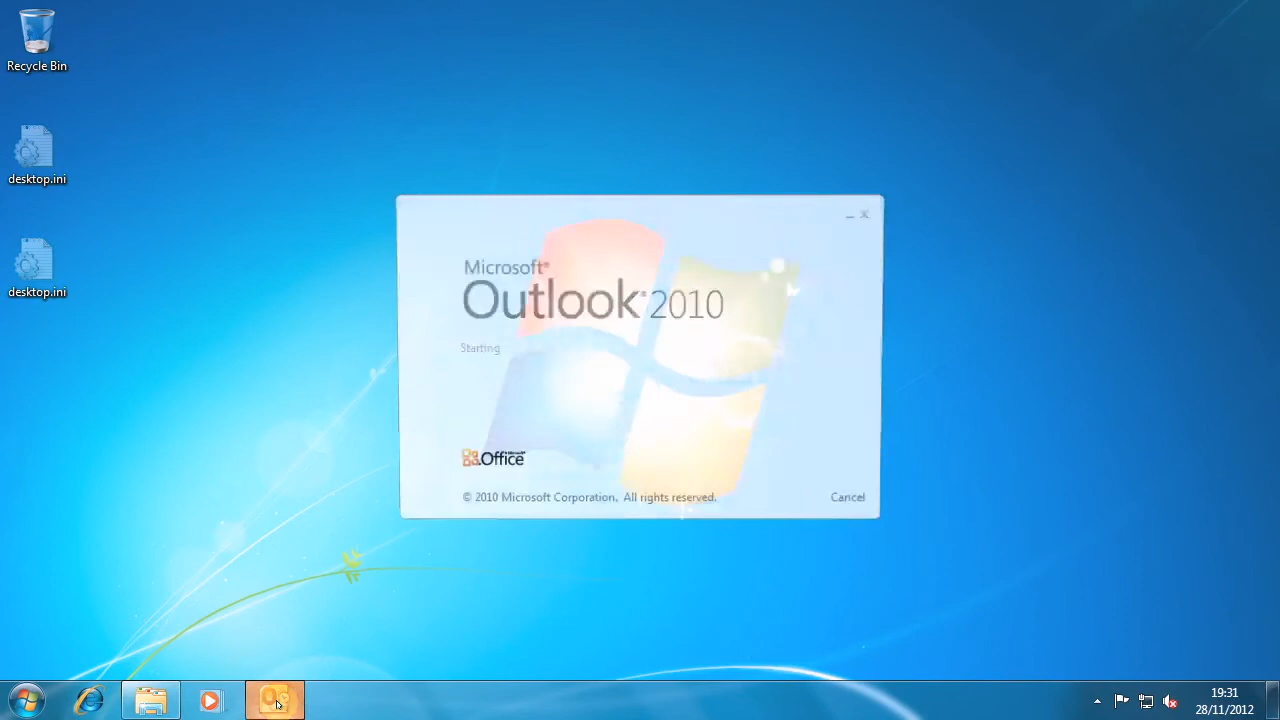 Recycle Bin
desktop.ini
desktop.ini
Microsoft®
Outlook® 2010
Starting
Office
© 2010 Microsoft Corporation. All rights reserved.
Cancel
19:31
28/11/2012